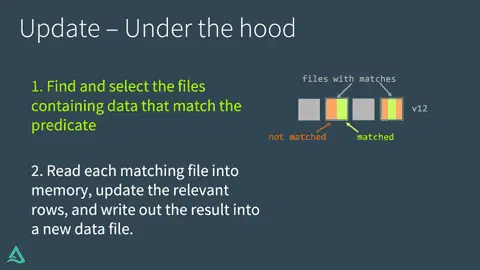 Update – Under the hood
1. Find and select the files
containing data that match the
predicate
2. Read each matching file into
memory, update the relevant
rows, and write out the result into
a new data file.
files with matches
v12
not matched
matched